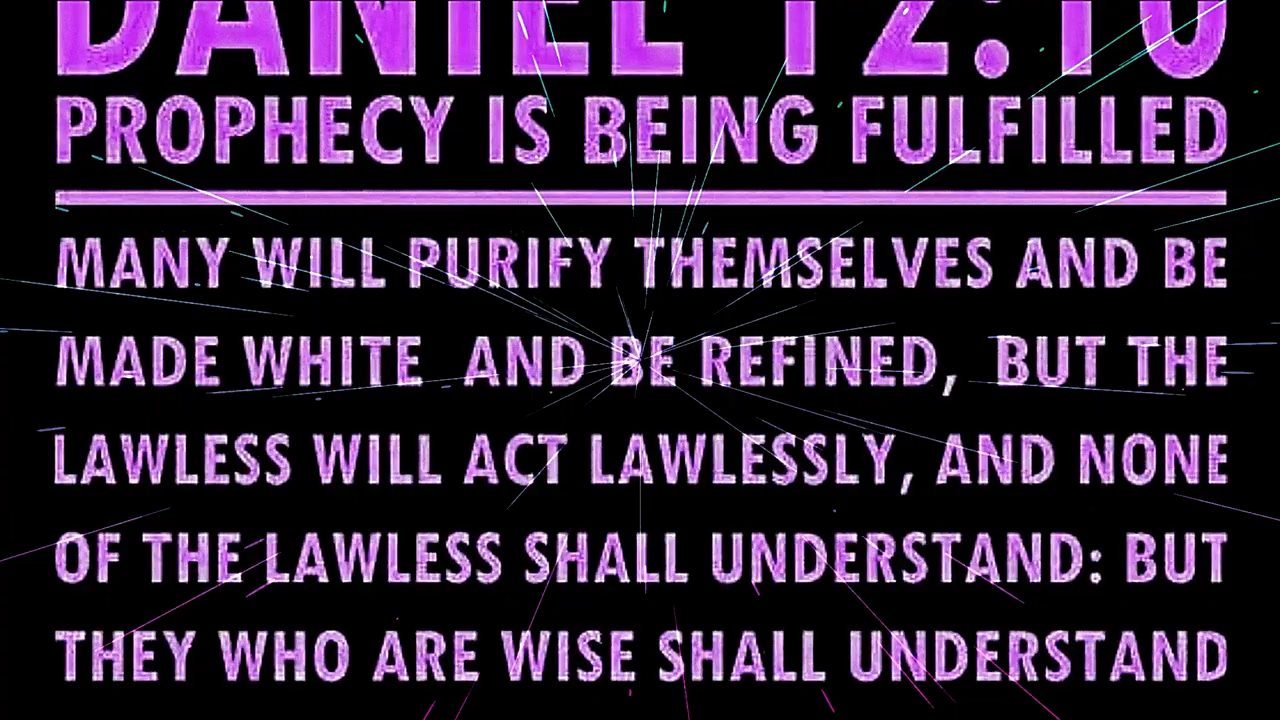 DANIEL 12:10
PROPHECY IS BEING FULFILLED
MANY WILL PURIFY THEMSELVES AND BE
MADE WHITE AND BE REFINED, BUT THE
LAWLESS WILL ACT LAWLESSLY, AND NONE
OF THE LAWLESS SHALL UNDERSTAND: BUT
THEY WHO ARE WISE SHALL UNDERSTAND